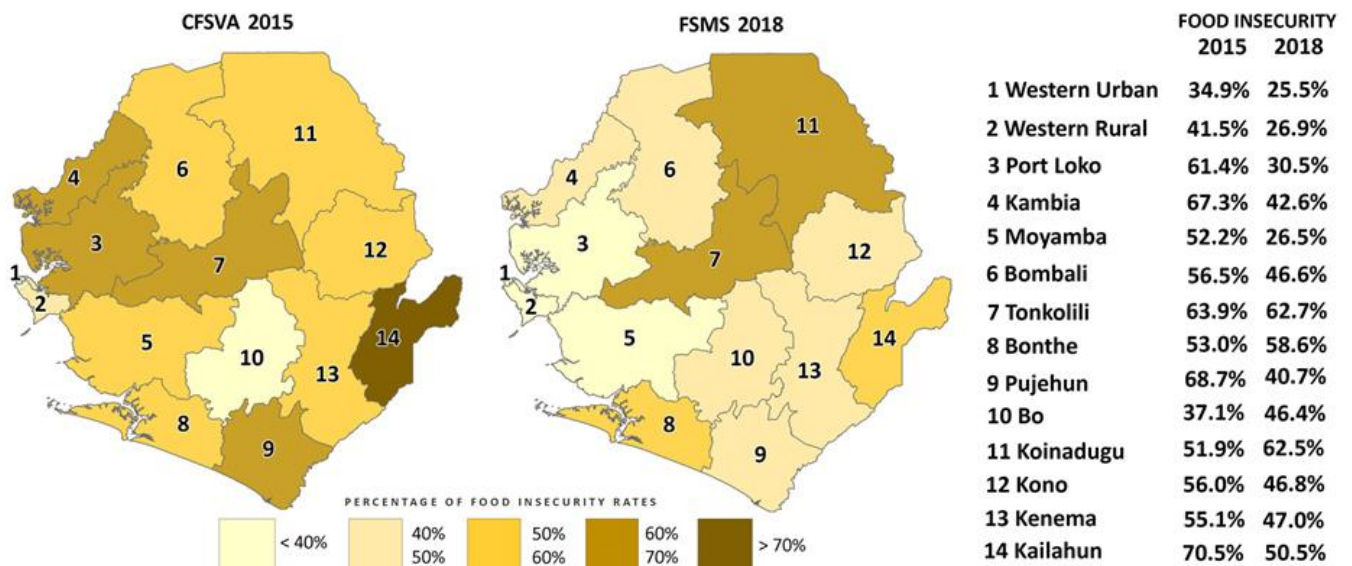 CFSVA 2015
11
6
4
3
12
7
1
2
14
5
10
13
8
9
FSMS 2018
11
6
4
3
12
7
1
2
14
5
10
13
8
9
PERCENTAGE OF FOOD INSECURITY RATES
< 40%
40%
50%
50%
60%
60%
70%
> 70%
FOOD INSECURITY
2015 2018
1 Western Urban 34.9% 25.5%
2 Western Rural 41.5% 26.9%
3 Port Loko 61.4% 30.5%
4 Kambia 67.3% 42.6%
5 Moyamba 52.2% 26.5%
6 Bombali 56.5% 46.6%
7 Tonkolili 63.9% 62.7%
8 Bonthe 53.0% 58.6%
9 Pujehun 68.7% 40.7%
10 Bo 37.1% 46.4%
11 Koinadugu 51.9% 62.5%
12 Kono 56.0% 46.8%
13 Kenema 55.1% 47.0%
14 Kailahun 70.5% 50.5%